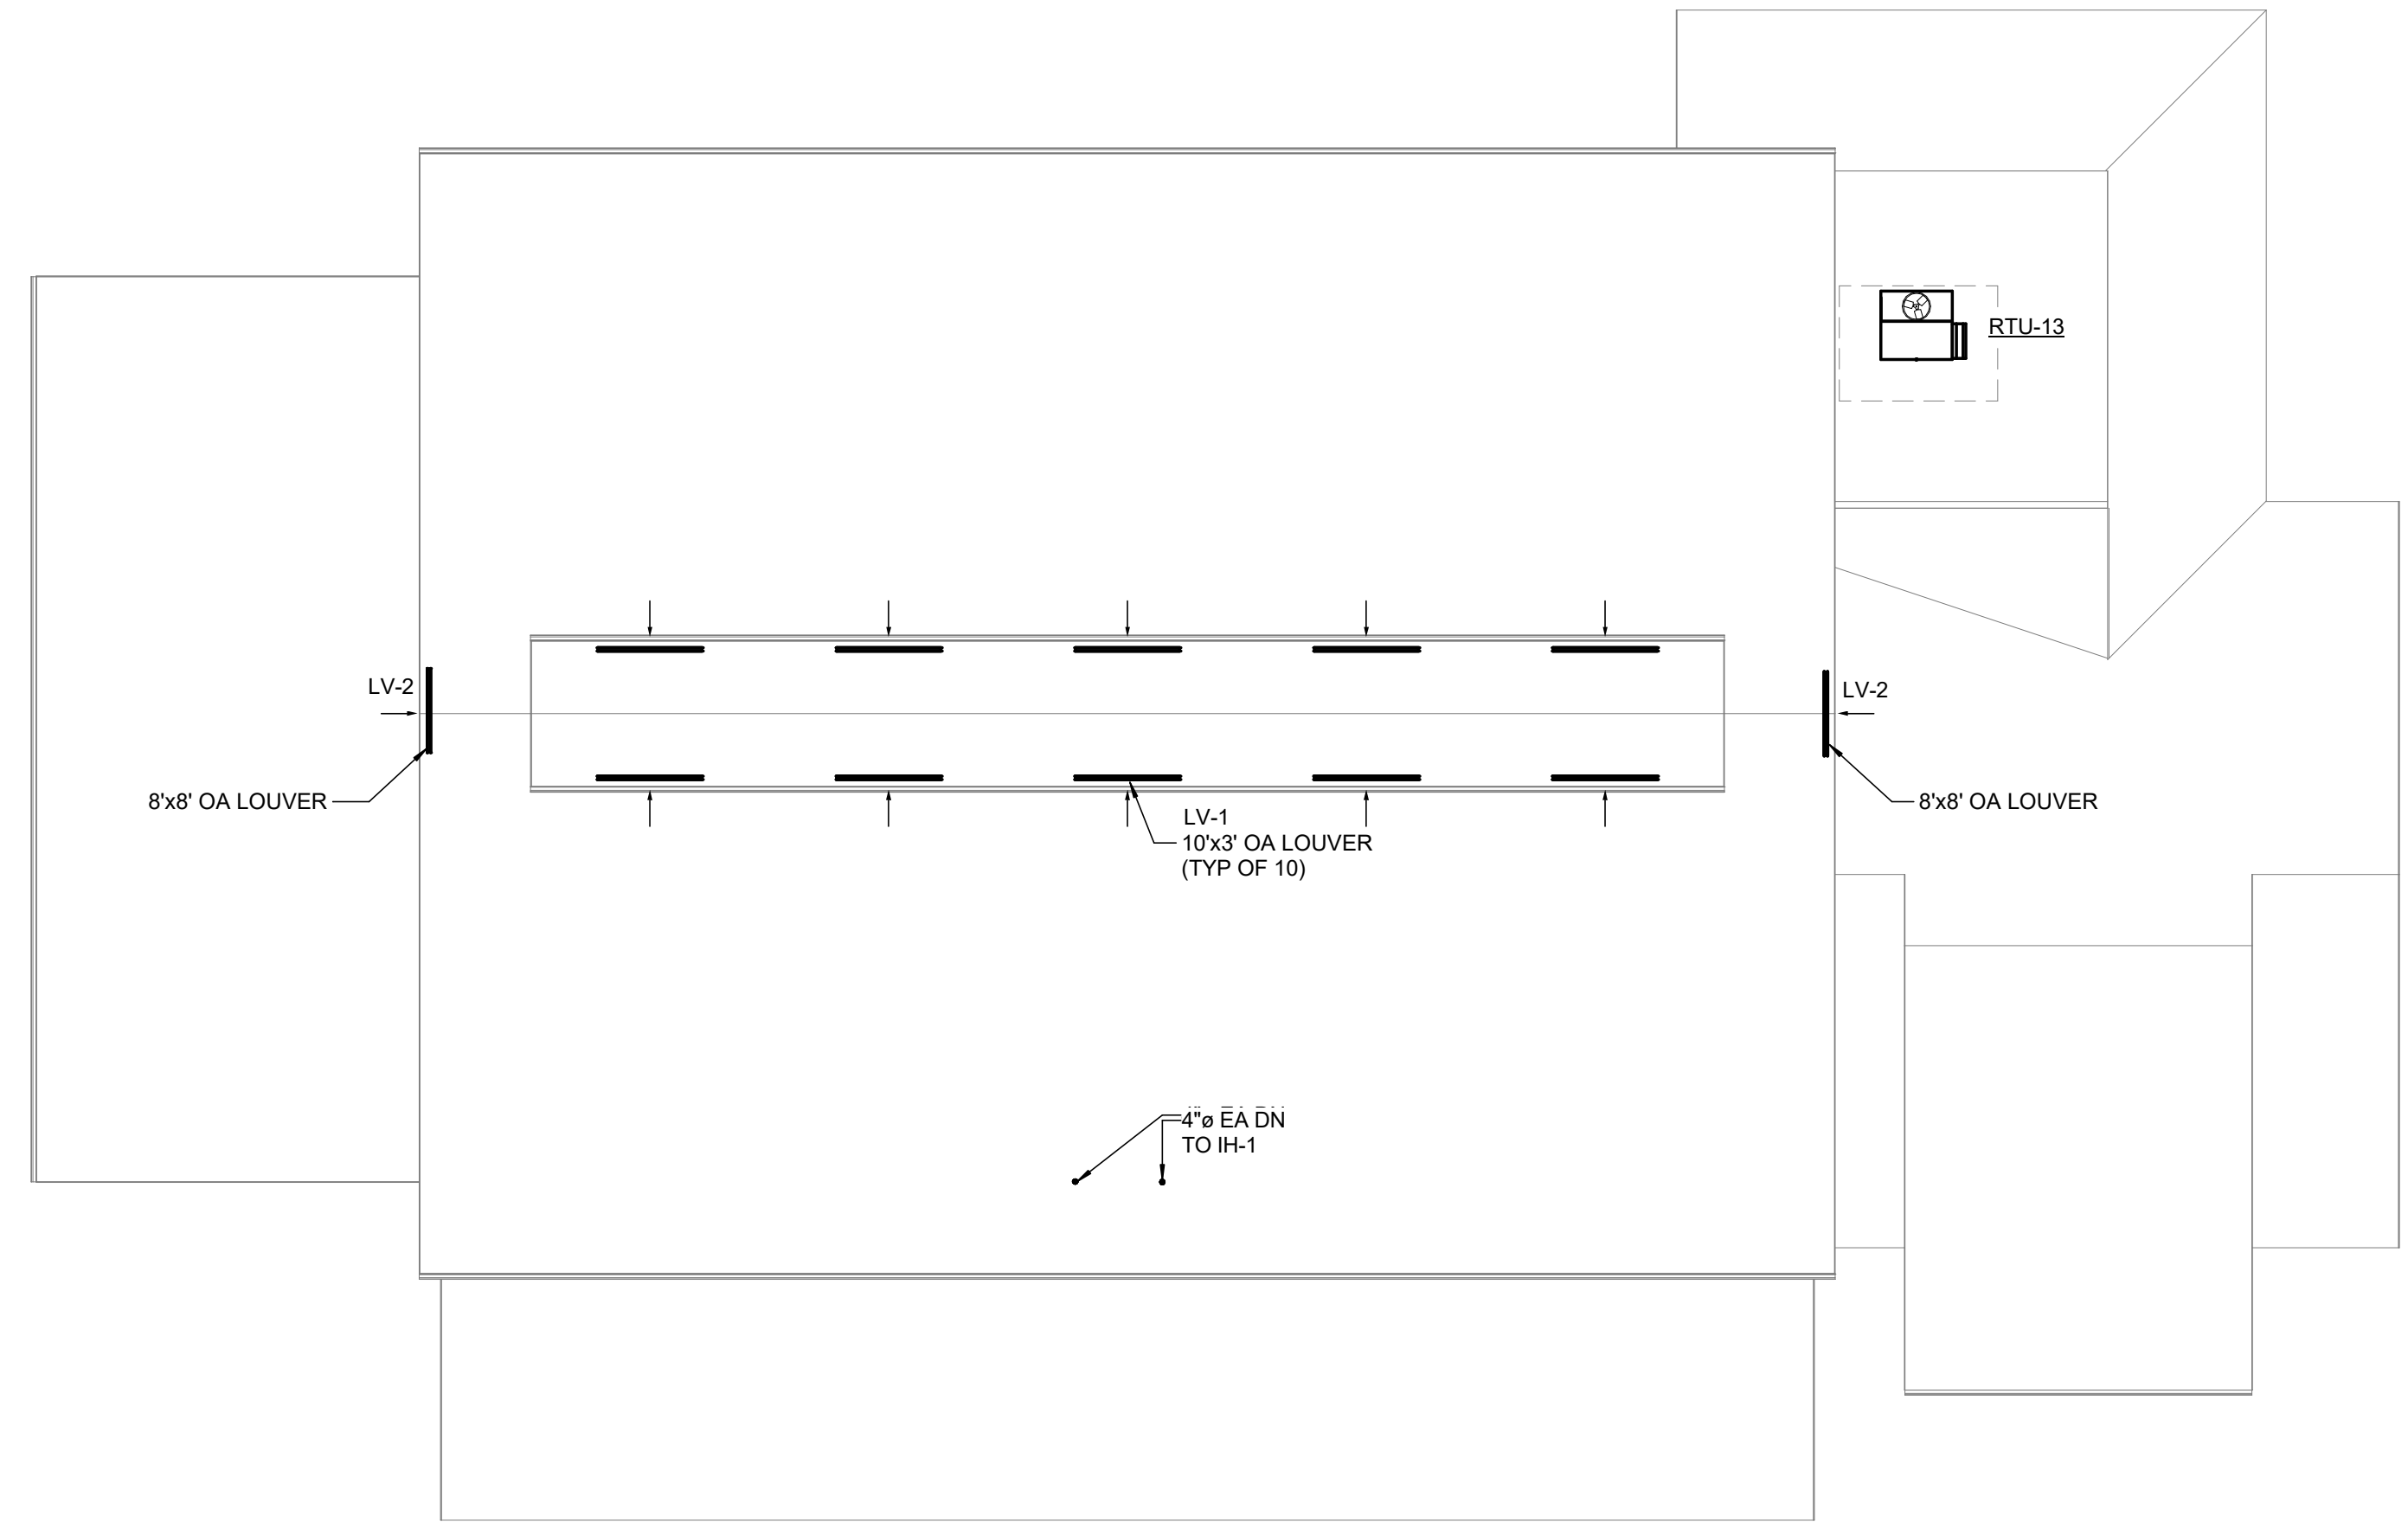 RTU-13
LV-2
LV-2
8'x8' OA LOUVER
8'x8' OA LOUVER
LV-1
10'x3' OA LOUVER
(TYP OF 10)
4"ø EA DN
TO IH-1